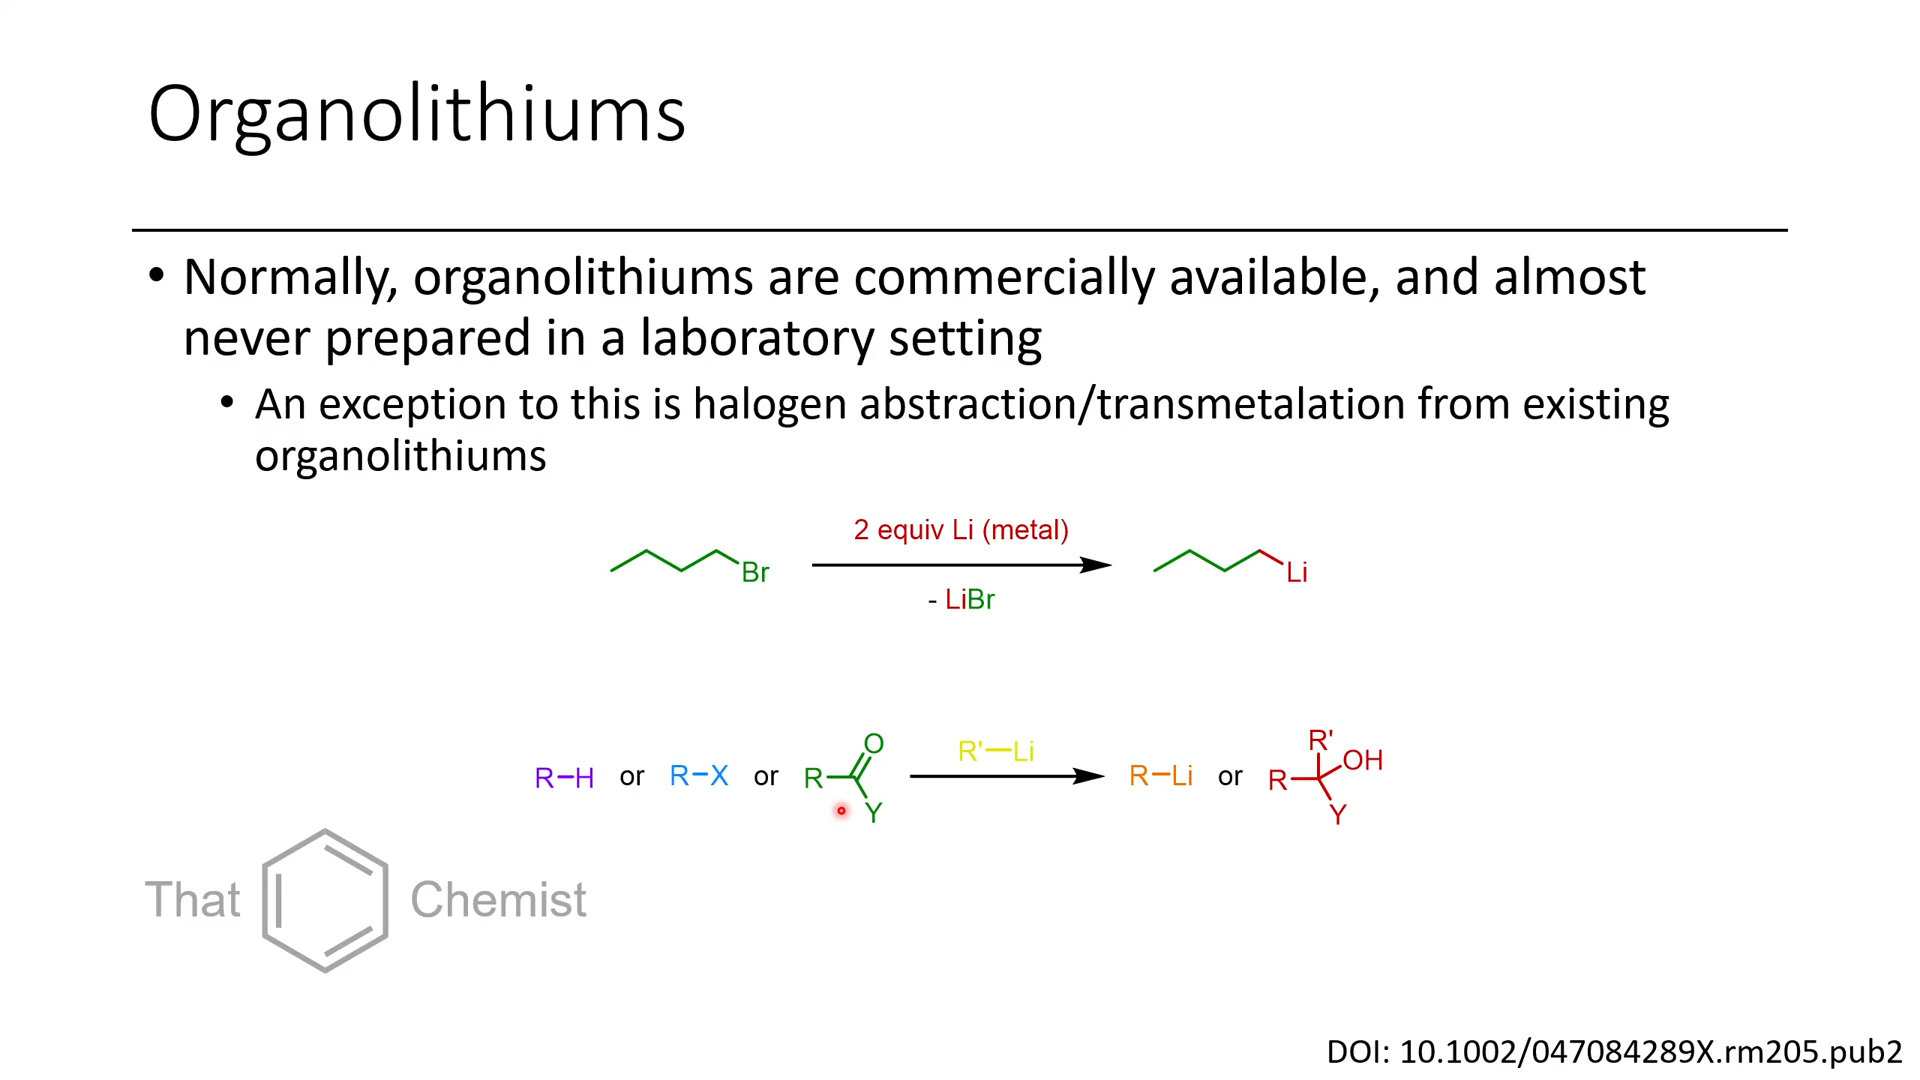 Organolithiums
• Normally, organolithiums are commercially available, and almost
never prepared in a laboratory setting
• An exception to this is halogen abstraction/transmetalation from existing
organolithiums
2 equiv Li (metal)
Br
Li
- LiBr
R' OH
O
R'—Li
R–H or R–X or R Y
R–Li or R Y
That Chemist
DOI: 10.1002/047084289X.rm205.pub2